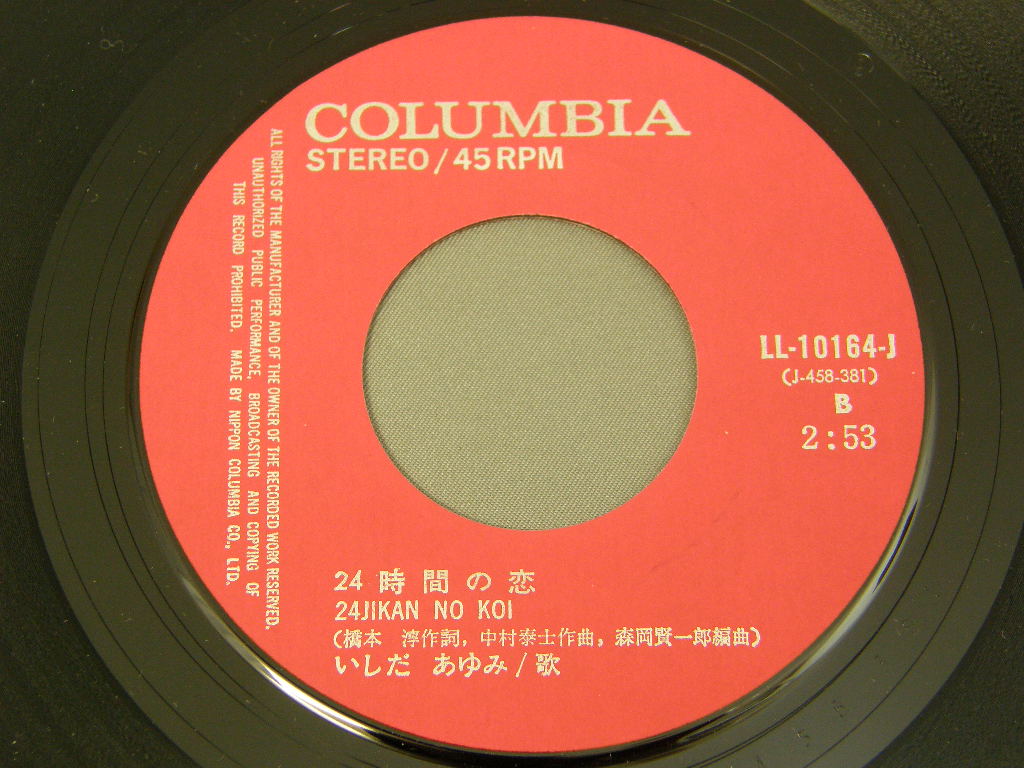 COLUMBIA
STEREO/45RPM
ALL RIGHTS OF THE MANUFACTURER AND OF THE OWNER OF THE RECORDED WORK RESERVED.
UNAUTHORIZED PUBLIC PERFORMANCE, BROADCASTING AND COPYING OF
THIS RECORD PROHIBITED. MADE BY NIPPON COLUMBIA CO., LTD.
LL-10164-J
(J-458-381)
B
2:53
24時間の恋
24JIKAN NO KOI
(橋本 淳作詞, 中村泰士作曲, 森岡賢一郎編曲)
いしだ あゆみ/歌